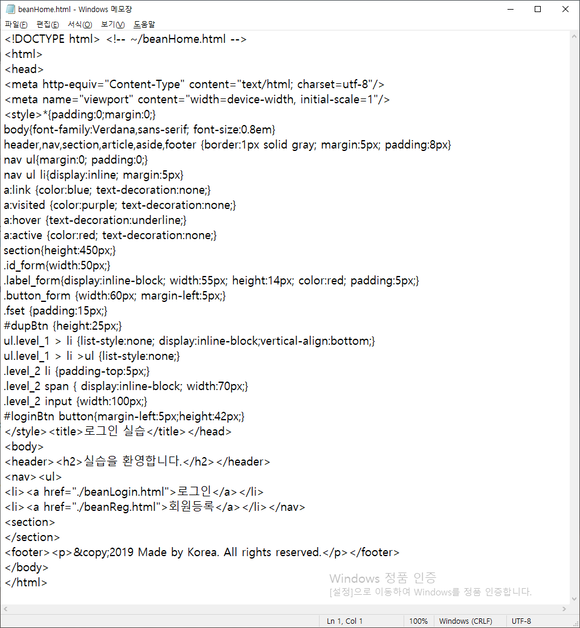 beanHome.html - Windows 메모장
파일(F) 편집(E) 서식(O) 보기(V) 도움말
<!DOCTYPE html> <!-- ~/beanHome.html -->
<html>
<head>
<meta http-equiv="Content-Type" content="text/html; charset=utf-8"/>
<meta name="viewport" content="width=device-width, initial-scale=1"/>
<style>*{padding:0;margin:0;}
body{font-family:Verdana,sans-serif; font-size:0.8em}
header,nav,section,article,aside,footer {border:1px solid gray; margin:5px; padding:8px}
nav ul{margin:0; padding:0;}
nav ul li{display:inline; margin:5px}
a:link {color:blue; text-decoration:none;}
a:visited {color:purple; text-decoration:none;}
a:hover {text-decoration:underline;}
a:active {color:red; text-decoration:none;}
section{height:450px;}
.id_form{width:50px;}
.label_form{display:inline-block; width:55px; height:14px; color:red; padding:5px;}
.button_form {width:60px; margin-left:5px;}
.fset {padding:15px;}
#dupBtn {height:25px;}
ul.level_1 > li {list-style:none; display:inline-block;vertical-align:bottom;}
ul.level_1 > li >ul {list-style:none;}
.level_2 li {padding-top:5px;}
.level_2 span { display:inline-block; width:70px;}
.level_2 input {width:100px;}
#loginBtn button{margin-left:5px;height:42px;}
</style><title>로그인 실습</title></head>
<body>
<header><h2>실습을 환영합니다.</h2></header>
<nav><ul>
<li><a href="./beanLogin.html">로그인</a></li>
<li><a href="./beanReg.html">회원등록</a></li></nav>
<section>
</section>
<footer><p>&copy;2019 Made by Korea. All rights reserved.</p></footer>
</body>
</html>
Windows 정품 인증
[설정]으로 이동하여 Windows를 정품 인증합니다.
Ln 1, Col 1 100% Windows (CRLF) UTF-8